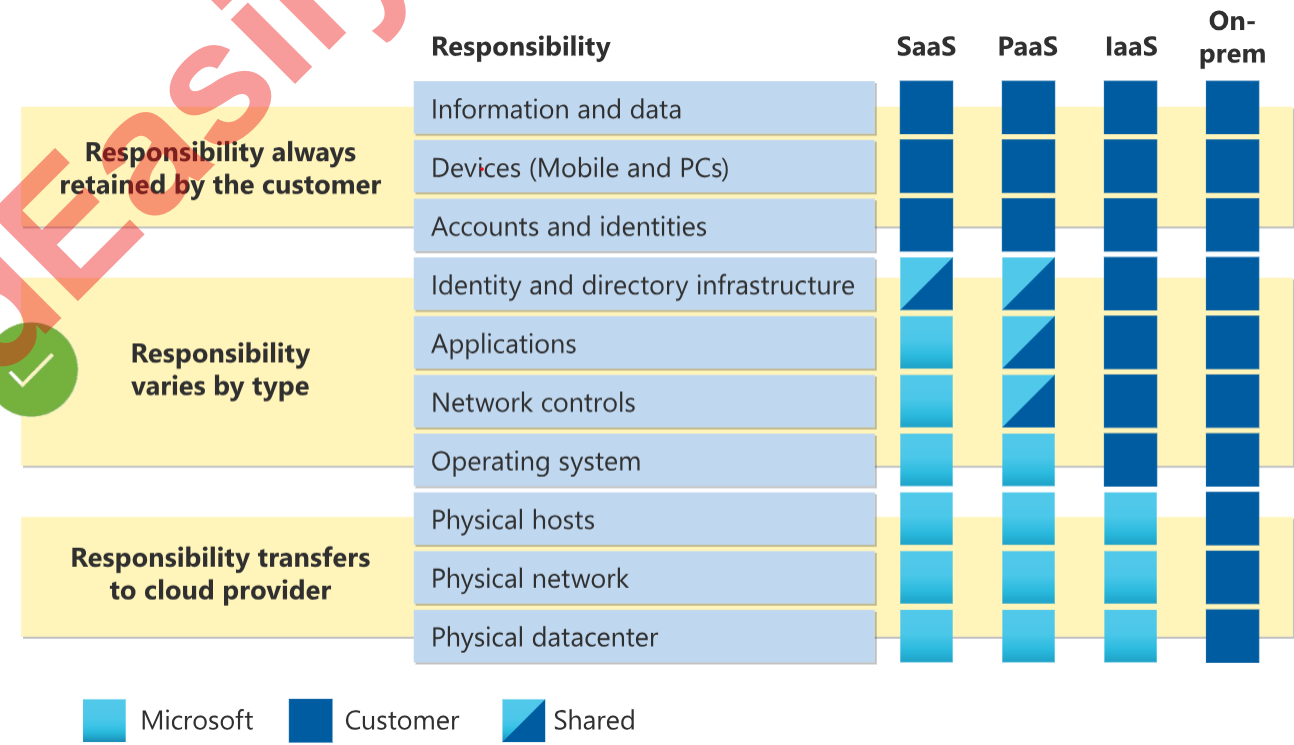 Responsibility
SaaS
PaaS
IaaS
On-
prem
Responsibility always
retained by the customer
Information and data
Devices (Mobile and PCs)
Accounts and identities
Responsibility
varies by type
Identity and directory infrastructure
Applications
Network controls
Operating system
Responsibility transfers
to cloud provider
Physical hosts
Physical network
Physical datacenter
Microsoft
Customer
Shared
dEasily